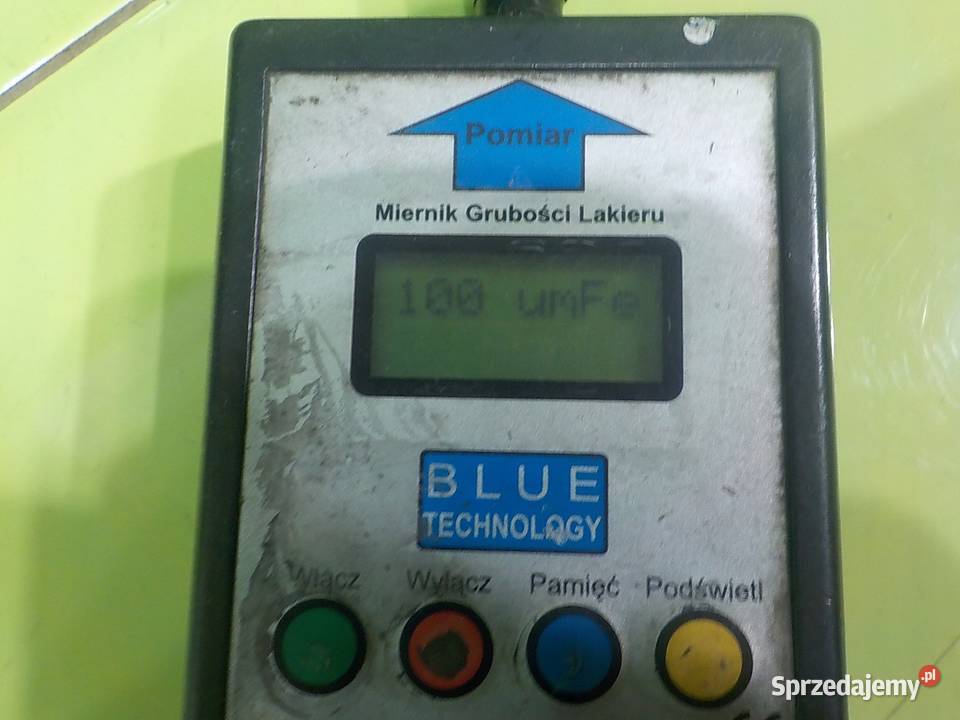 Pomiar
Miernik Grubości Lakieru
100 umFe
BLUE
TECHNOLOGY
Włącz Wyłącz Pamięć Podświetl
Sprzedajemy.pl